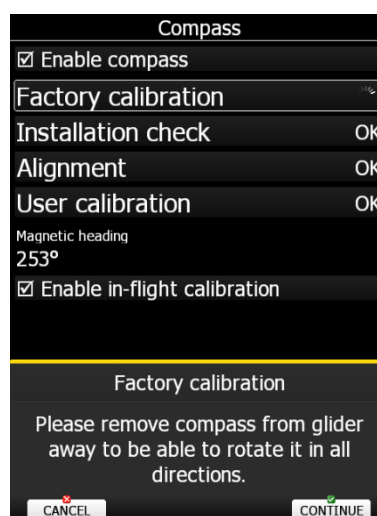 Compass
Enable compass
Factory calibration
Installation check OK
Alignment OK
User calibration OK
Magnetic heading
253º
Enable in-flight calibration
Factory calibration
Please remove compass from glider
away to be able to rotate it in all
directions.
CANCEL CONTINUE